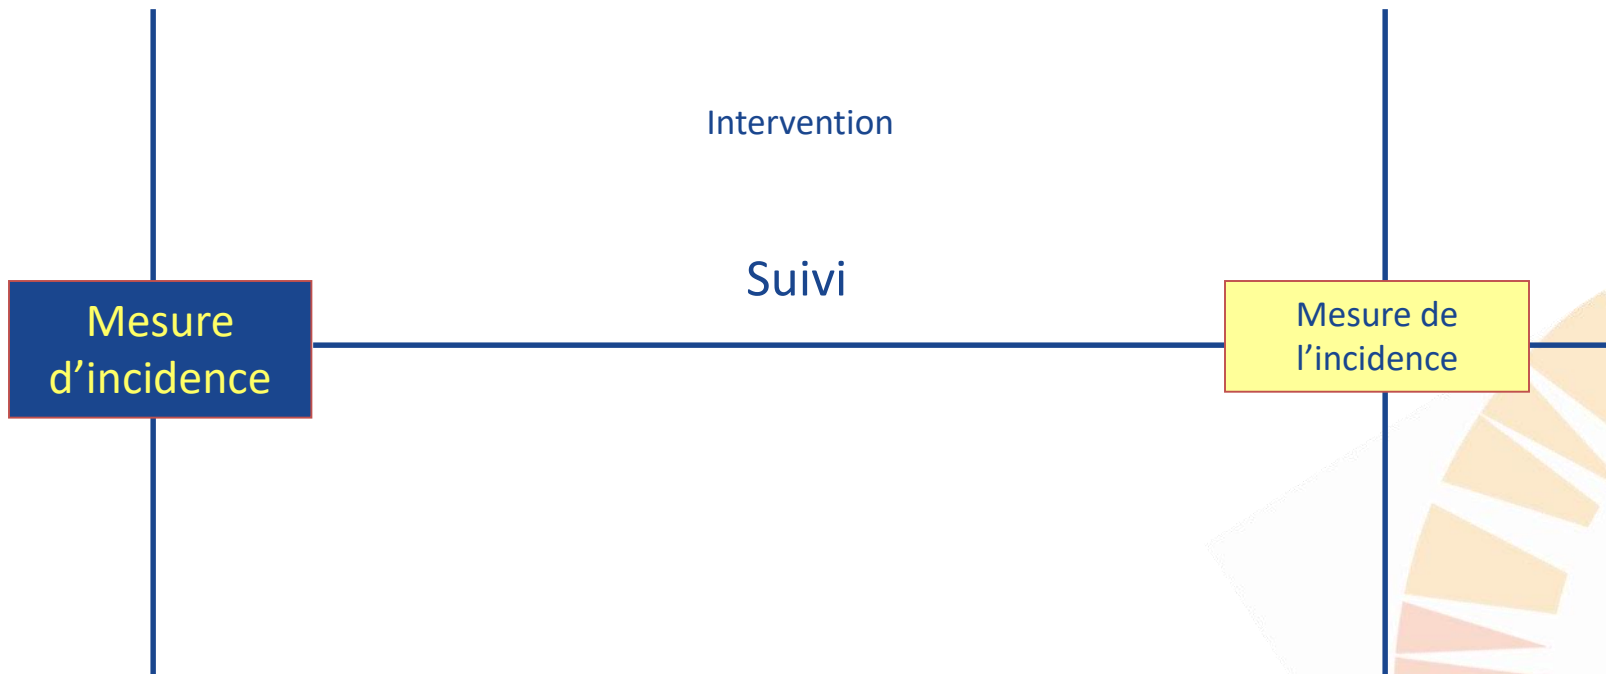 Intervention
Suivi
Mesure
d’incidence
Mesure de
l’incidence